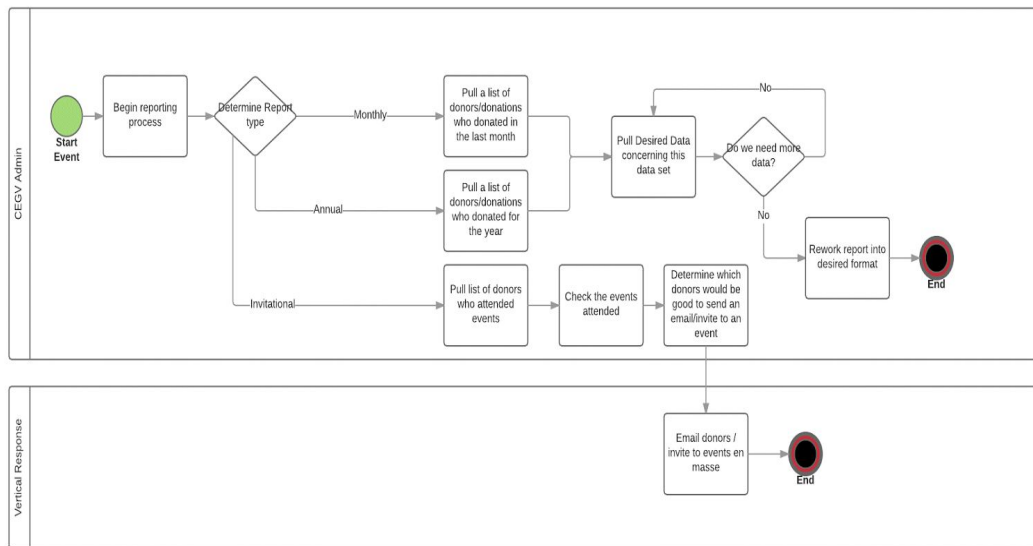 CEGV Admin
Start
Event
Begin reporting
process
Determine Report
type
Monthly
Pull a list of
donors/donations
who donated in
the last month
Annual
Pull a list of
donors/donations
who donated for
the year
Invitational
Pull list of donors
who attended
events
Check the events
attended
Determine which
donors would be
good to send an
email/invite to an
event
Pull Desired Data
concerning this
data set
Do we need more
data?
No
No
Rework report into
desired format
End
Vertical Response
Email donors /
invite to events en
masse
End